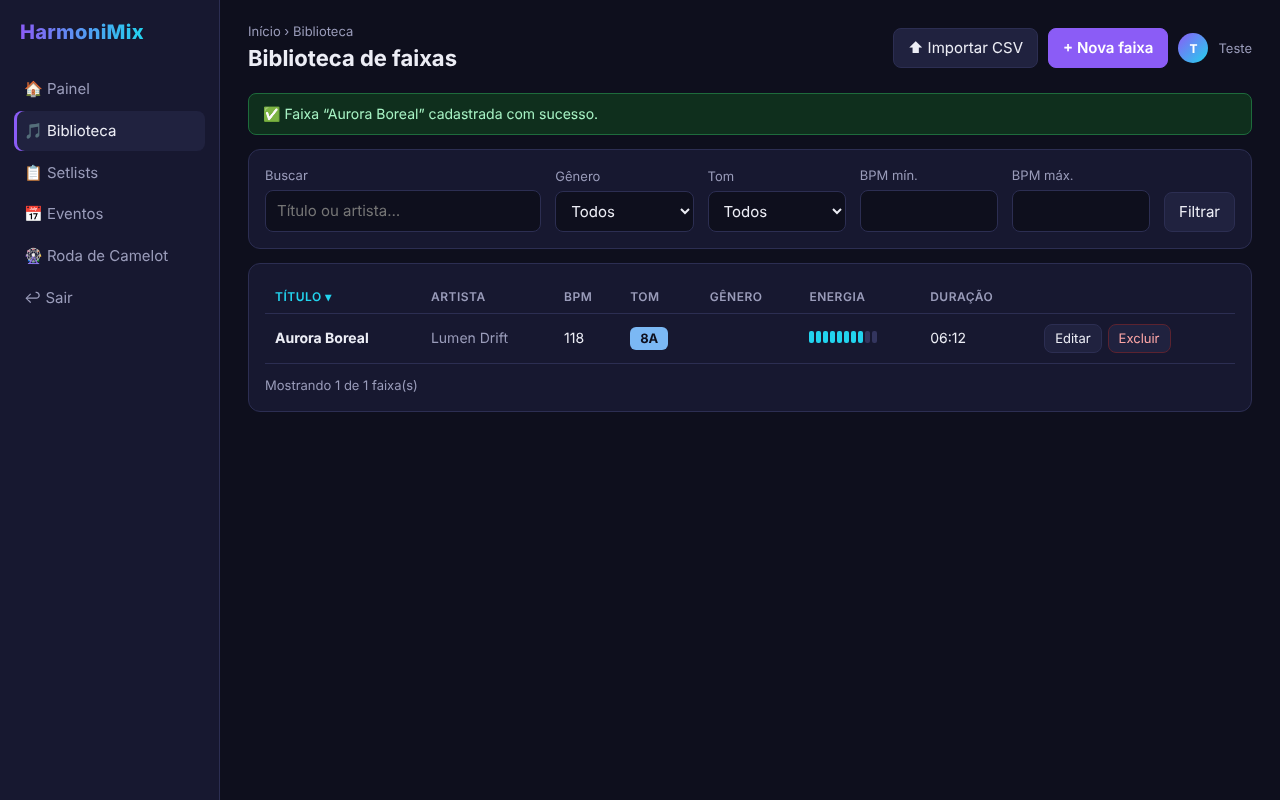 HarmoniMix
🏠 Painel
🎵 Biblioteca
📋 Setlists
📅 Eventos
🎡 Roda de Camelot
↩ Sair
Início › Biblioteca
Biblioteca de faixas
⬆ Importar CSV
+ Nova faixa
T
Teste
✅ Faixa “Aurora Boreal” cadastrada com sucesso.
Buscar
Título ou artista...
Gênero
Todos
Tom
Todos
BPM mín.
BPM máx.
Filtrar
TÍTULO ▾ ARTISTA BPM TOM GÊNERO ENERGIA DURAÇÃO
Aurora Boreal Lumen Drift 118 8A 06:12 Editar Excluir
Mostrando 1 de 1 faixa(s)